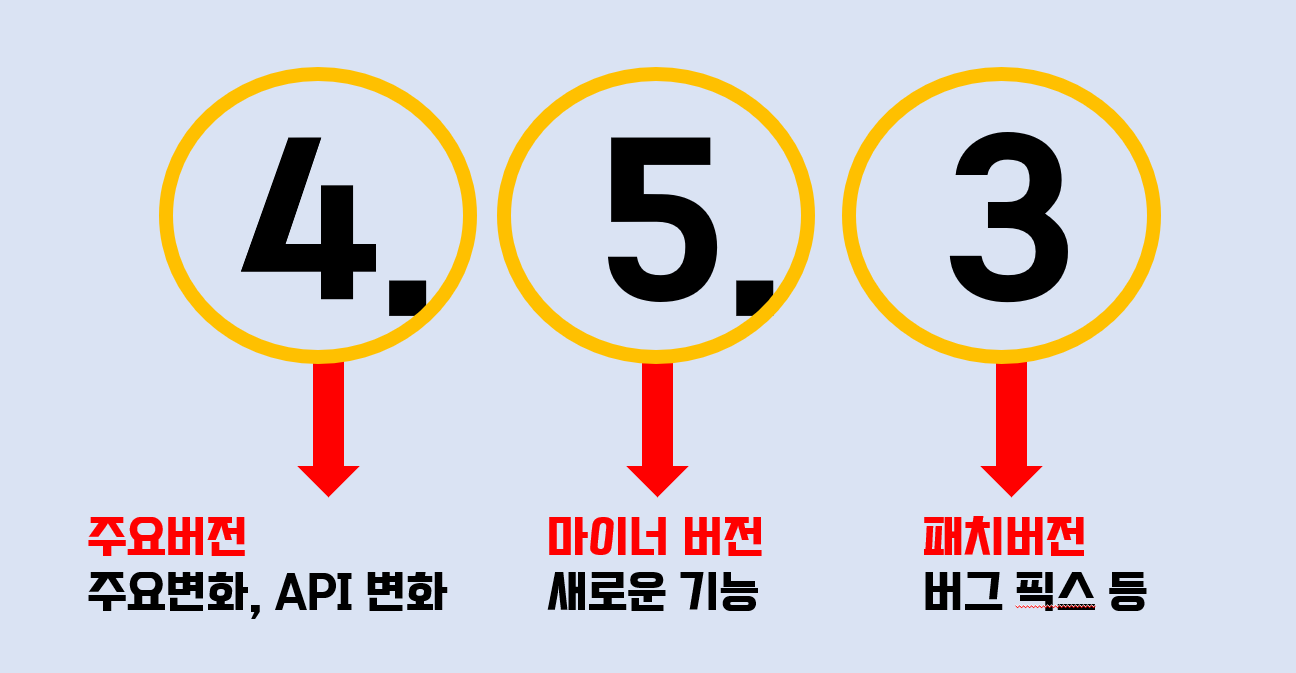 4. 5. 3
주요버전
주요변화, API 변화
마이너 버전
새로운 기능
패치버전
버그 픽스 등